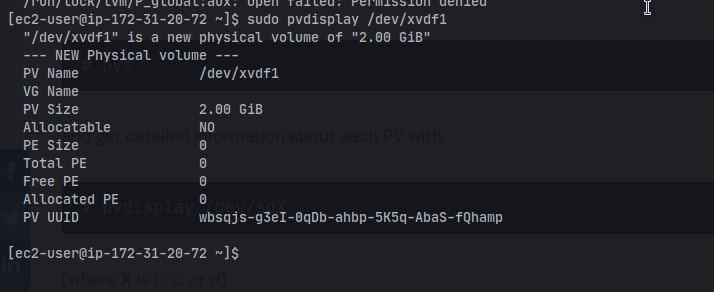 /run/lock/lvm/P_global:aux: open failed: Permission denied
[ec2-user@ip-172-31-20-72 ~]$ sudo pvdisplay /dev/xvdf1
"/dev/xvdf1" is a new physical volume of "2.00 GiB"
--- NEW Physical volume ---
# pvs
PV Name /dev/xvdf1
VG Name
PV Size 2.00 GiB
Allocatable NO
and get detailed information about each PV with:
PE Size 0
Total PE 0
Free PE 0
Allocated PE 0
# pvdisplay /dev/sdX
PV UUID wbsqjs-g3eI-0qDb-ahbp-5K5q-AbaS-fQhamp
[ec2-user@ip-172-31-20-72 ~]$
(where X is b, c, or d)